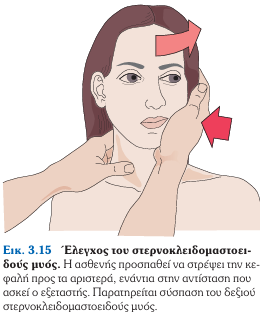 Εικ. 3.15 Έλεγχος του στερνοκλειδομαστοει-
δούς μυός. Η ασθενής προσπαθεί να στρέψει την κε-
φαλή προς τα αριστερά, ενάντια στην αντίσταση που
ασκεί ο εξεταστής. Παρατηρείται σύσπαση του δεξιού
στερνοκλειδομαστοειδούς μυός.